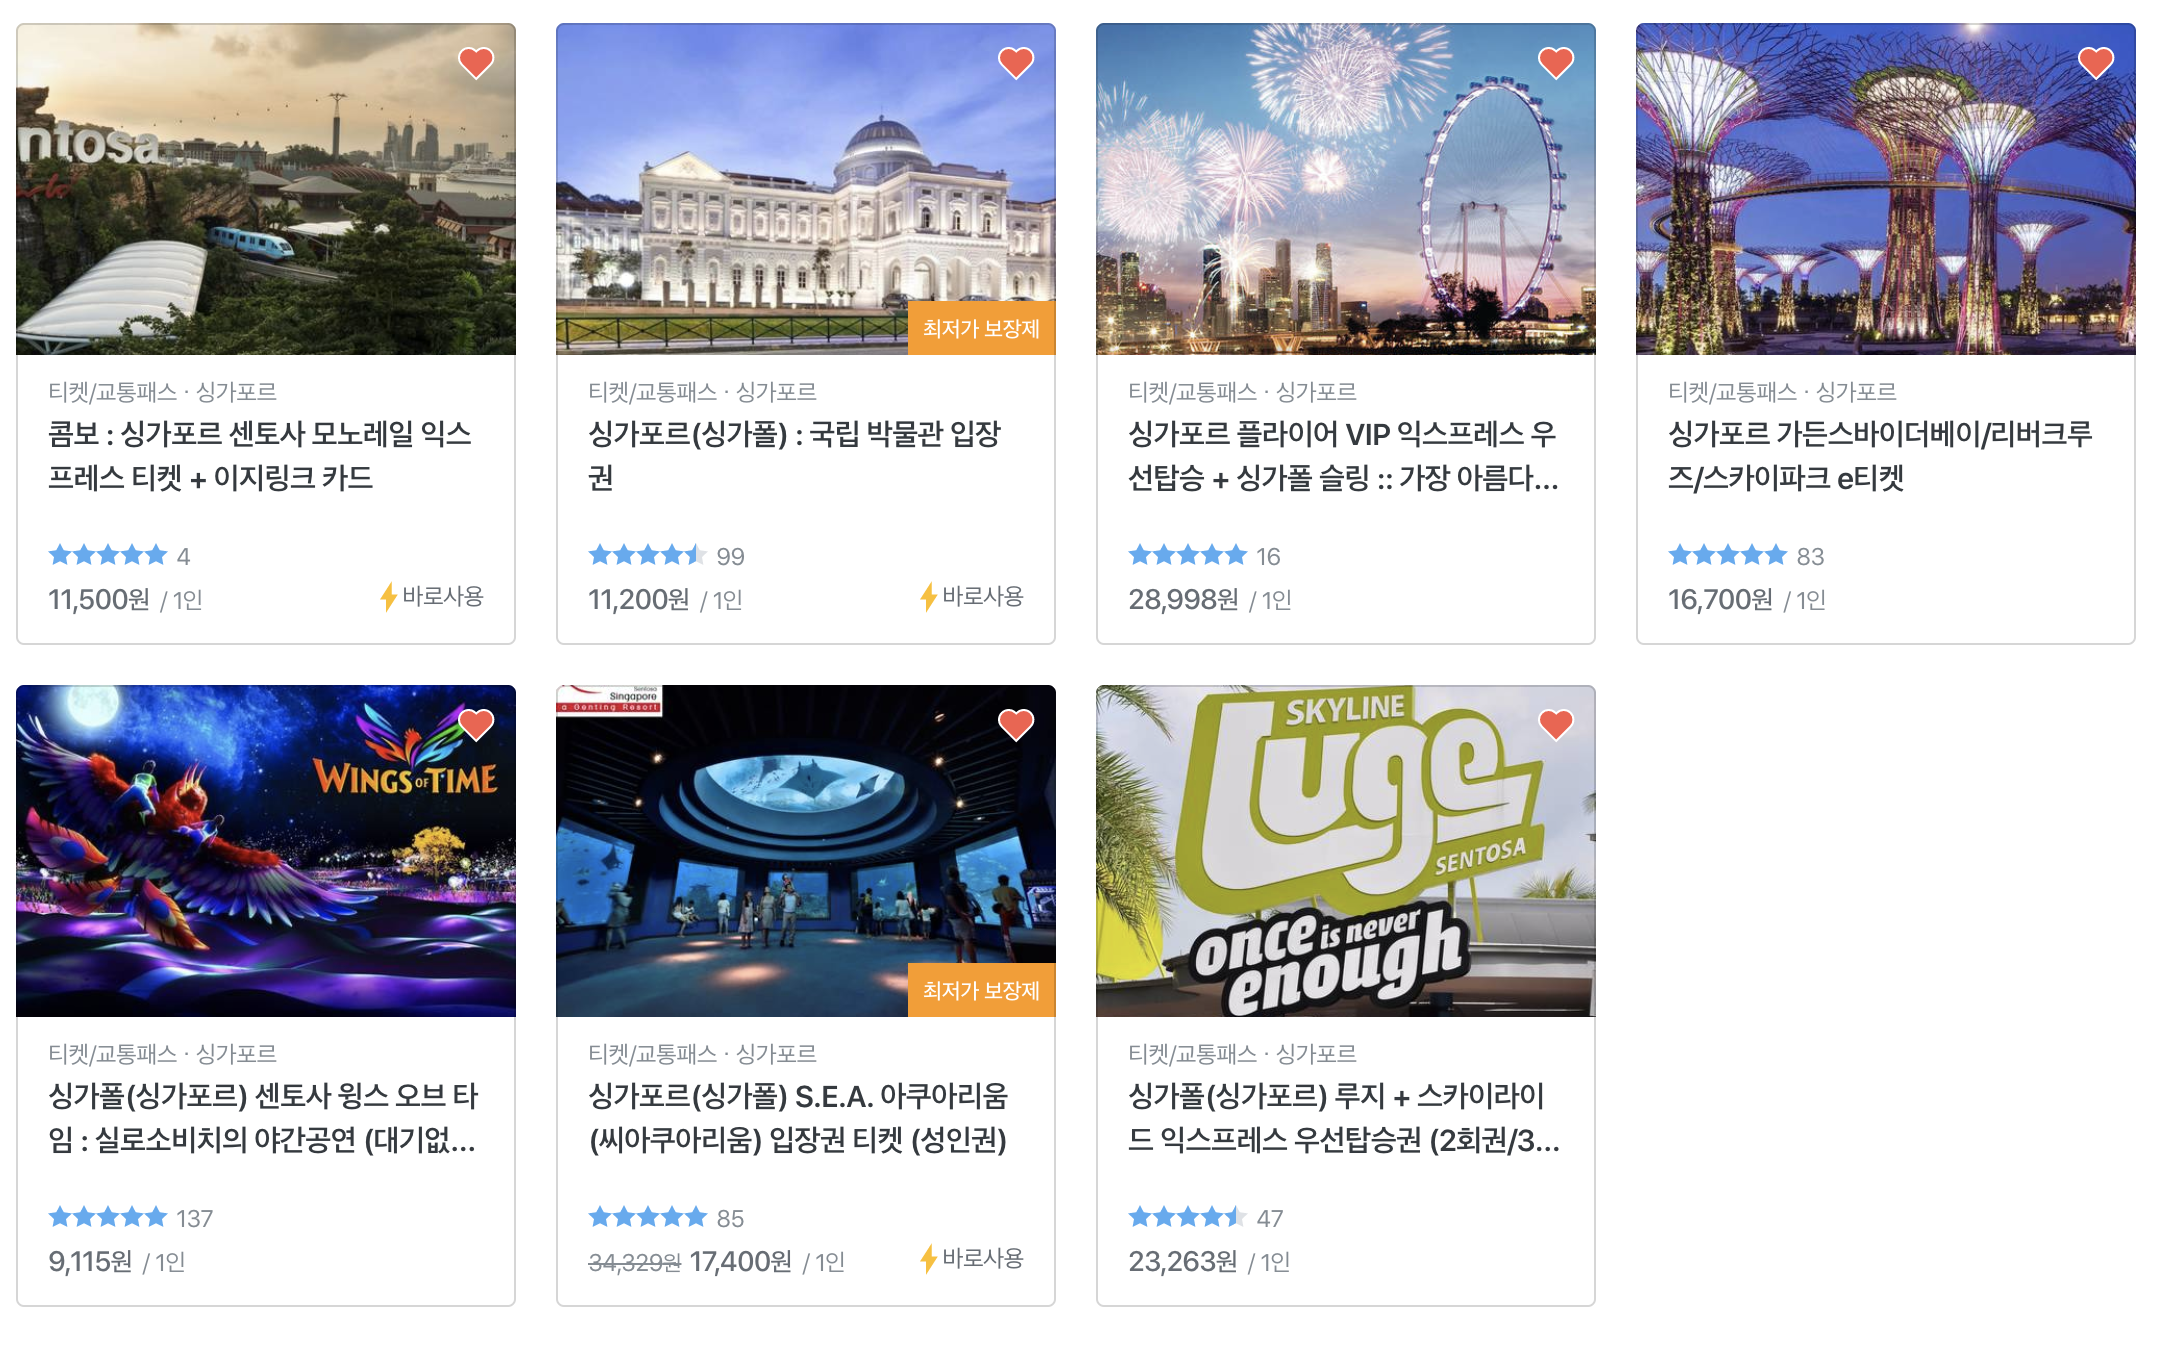 ntosa
최저가 보장제
티켓/교통패스 · 싱가포르
콤보 : 싱가포르 센토사 모노레일 익스
프레스 티켓 + 이지링크 카드
4
11,500원 / 1인
바로사용
티켓/교통패스 · 싱가포르
싱가포르(싱가폴) : 국립 박물관 입장
권
99
11,200원 / 1인
바로사용
티켓/교통패스 · 싱가포르
싱가포르 플라이어 VIP 익스프레스 우
선탑승 + 싱가폴 슬링 :: 가장 아름다...
16
28,998원 / 1인
티켓/교통패스 · 싱가포르
싱가포르 가든스바이더베이/리버크루
즈/스카이파크 e티켓
83
16,700원 / 1인
WINGS OF TIME
티켓/교통패스 · 싱가포르
싱가폴(싱가포르) 센토사 윙스 오브 타
임 : 실로소비치의 야간공연 (대기없...
137
9,115원 / 1인
Sentosa
Singapore
a Genting Resort
최저가 보장제
티켓/교통패스 · 싱가포르
싱가포르(싱가폴) S.E.A. 아쿠아리움
(씨아쿠아리움) 입장권 티켓 (성인권)
85
34,329원 17,400원 / 1인
바로사용
SKYLINE
Luge
SENTOSA
once is never
enough
티켓/교통패스 · 싱가포르
싱가폴(싱가포르) 루지 + 스카이라이
드 익스프레스 우선탑승권 (2회권/3...
47
23,263원 / 1인